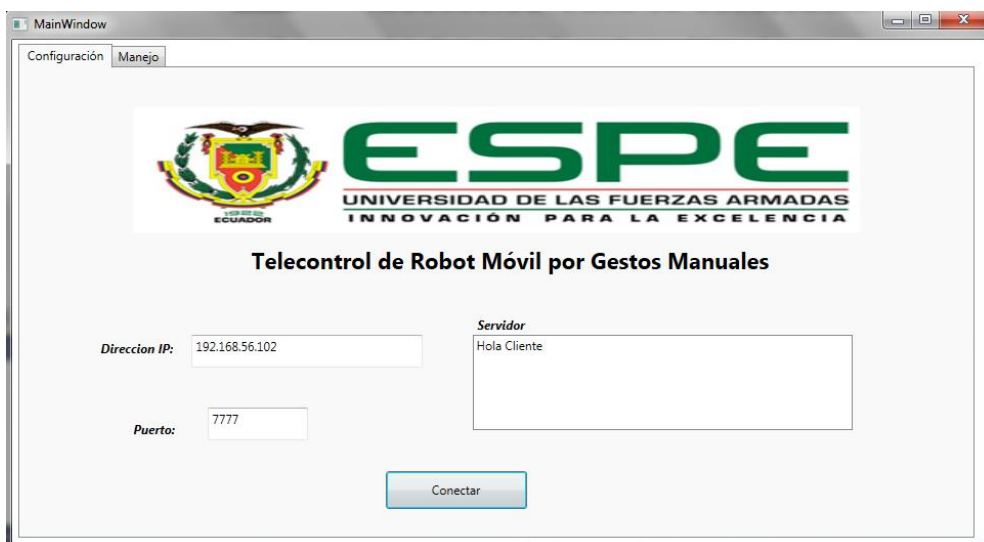 MainWindow
Configuración Manejo
1922
ECUADOR
ESPE
UNIVERSIDAD DE LAS FUERZAS ARMADAS
INNOVACIÓN PARA LA EXCELENCIA
Telecontrol de Robot Móvil por Gestos Manuales
Servidor
Direccion IP: 192.168.56.102
Hola Cliente
Puerto: 7777
Conectar